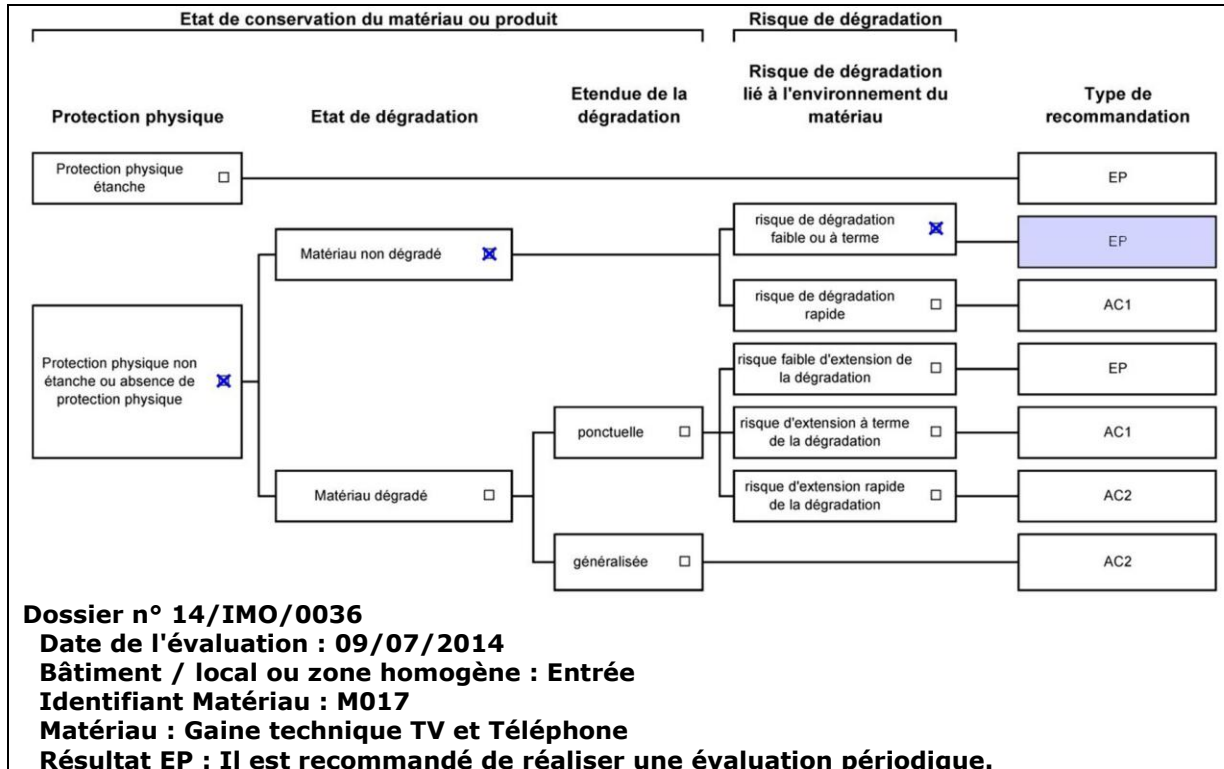 Etat de conservation du matériau ou produit
Risque de dégradation
Protection physique
Etat de dégradation
Etendue de la
dégradation
Risque de dégradation
lié à l'environnement du
matériau
Type de
recommandation
Protection physique
étanche
EP
Matériau non dégradé
risque de dégradation
faible ou à terme
EP
risque de dégradation
rapide
AC1
Protection physique non
étanche ou absence de
protection physique
risque faible d'extension de
la dégradation
EP
ponctuelle
risque d'extension à terme
de la dégradation
AC1
Matériau dégradé
risque d'extension rapide
de la dégradation
AC2
généralisée
AC2
Dossier n° 14/IMO/0036
Date de l'évaluation : 09/07/2014
Bâtiment / local ou zone homogène : Entrée
Identifiant Matériau : M017
Matériau : Gaine technique TV et Téléphone
Résultat EP : Il est recommandé de réaliser une évaluation périodique.